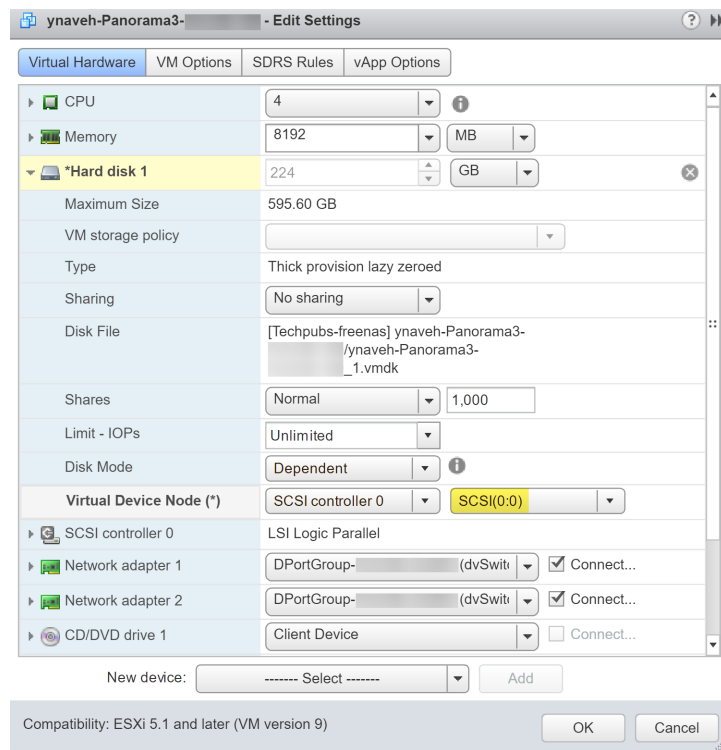 ynaveh-Panorama3- - Edit Settings
Virtual Hardware VM Options SDRS Rules vApp Options
CPU 4
Memory 8192 MB
*Hard disk 1 224 GB
Maximum Size 595.60 GB
VM storage policy
Type Thick provision lazy zeroed
Sharing No sharing
Disk File [Techpubs-freenas] ynaveh-Panorama3-
/ynaveh-Panorama3-
_1.vmdk
Shares Normal 1,000
Limit - IOPs Unlimited
Disk Mode Dependent
Virtual Device Node (*) SCSI controller 0 SCSI(0:0)
SCSI controller 0 LSI Logic Parallel
Network adapter 1 DPortGroup- (dvSwit Connect...
Network adapter 2 DPortGroup- (dvSwit Connect...
CD/DVD drive 1 Client Device Connect...
New device: ------- Select ------- Add
Compatibility: ESXi 5.1 and later (VM version 9) OK Cancel